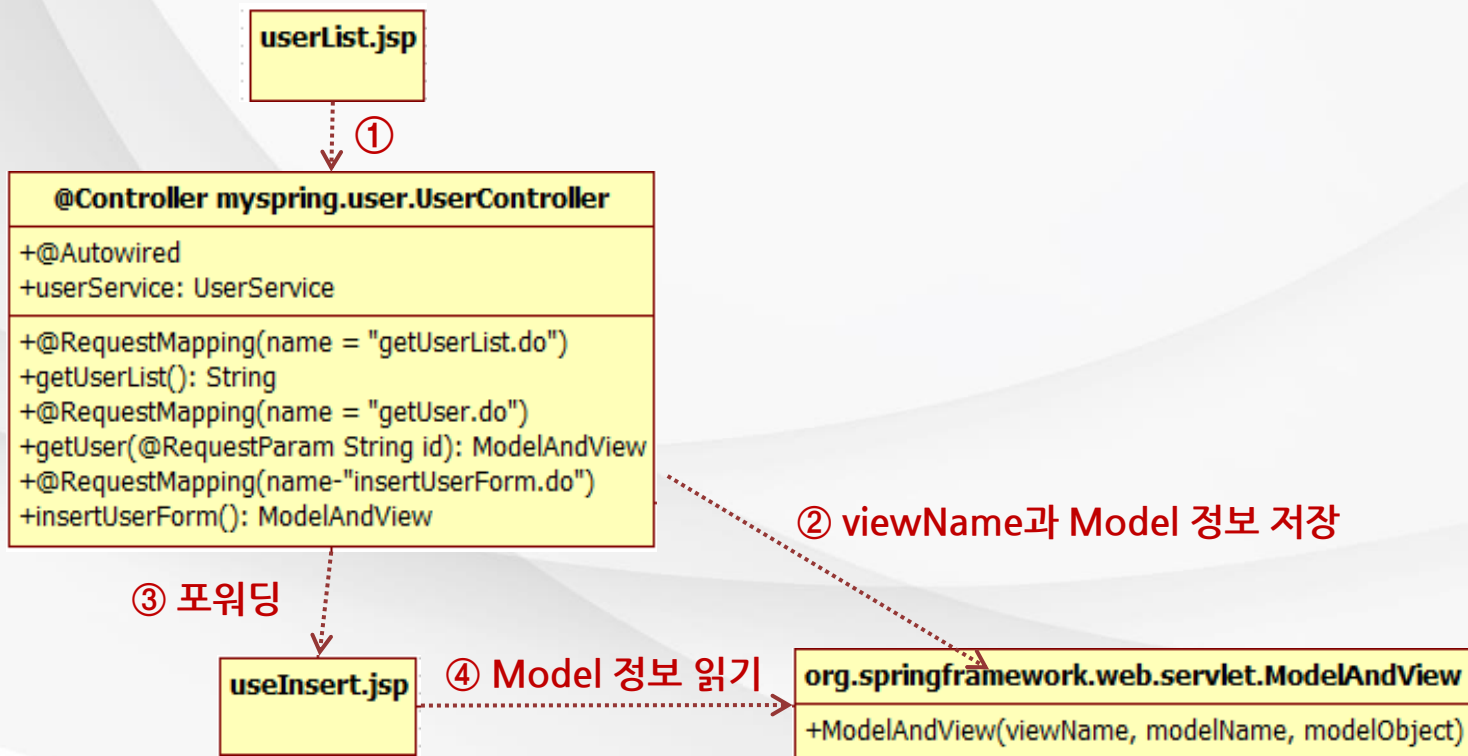 userList.jsp
①
@Controller myspring.user.UserController
+@Autowired
+userService: UserService
+@RequestMapping(name = "getUserList.do")
+getUserList(): String
+@RequestMapping(name = "getUser.do")
+getUser(@RequestParam String id): ModelAndView
+@RequestMapping(name-"insertUserForm.do")
+insertUserForm(): ModelAndView
② viewName과 Model 정보 저장
③ 포워딩
useInsert.jsp
④ Model 정보 읽기
org.springframework.web.servlet.ModelAndView
+ModelAndView(viewName, modelName, modelObject)